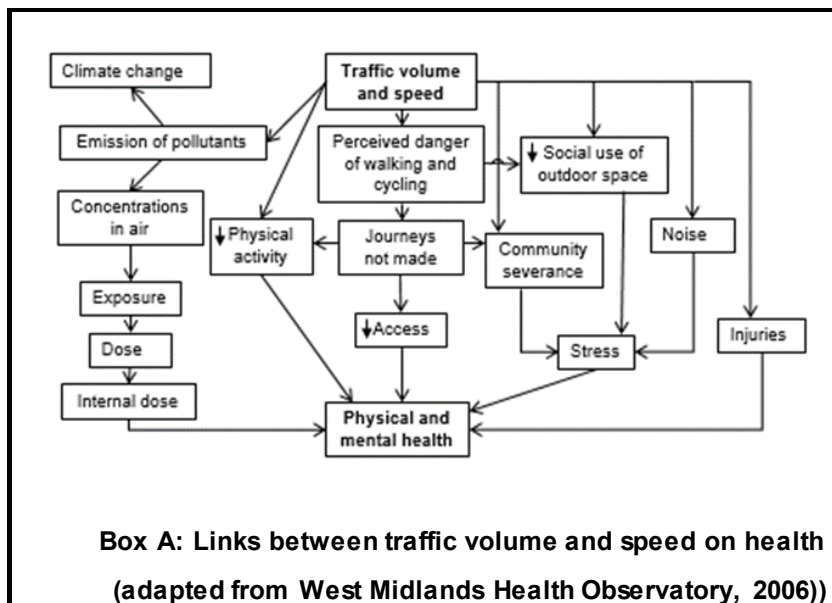 Climate change
Traffic volume
and speed
Emission of pollutants
Perceived danger
of walking and
cycling
↓ Social use of
outdoor space
Concentrations
in air
↓Physical
activity
Journeys
not made
Community
severance
Noise
Exposure
↓Access
Stress
Injuries
Dose
Internal dose
Physical and
mental health
Box A: Links between traffic volume and speed on health
(adapted from West Midlands Health Observatory, 2006))